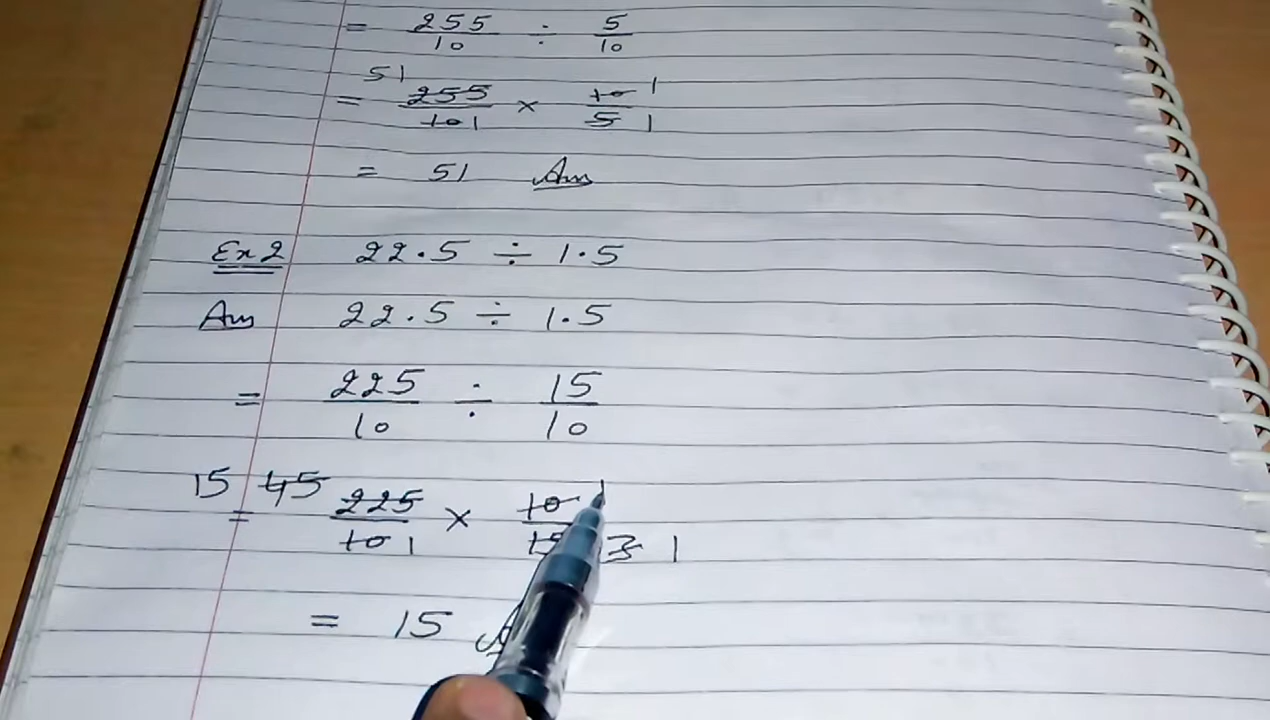 = 255/10 ÷ 5/10
51
= 255/10 1 × 10/5 1 1
= 51 Ans
Ex 2 22.5 ÷ 1.5
Ans 22.5 ÷ 1.5
= 225/10 ÷ 15/10
15 45
= 225/10 1 × 10/15 1 3 1
= 15